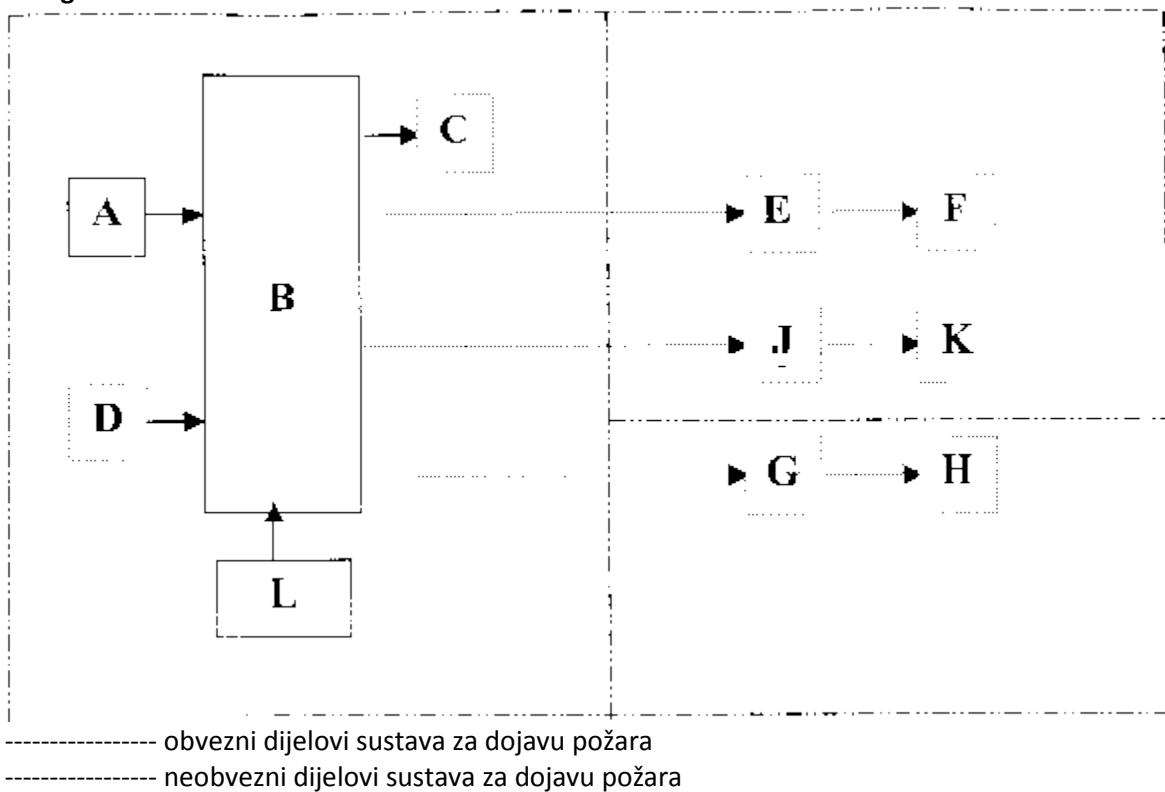 C
A
E F
B
J K
D
G H
L
---------------- obvezni dijelovi sustava za dojavu požara
---------------- neobvezni dijelovi sustava za dojavu požara